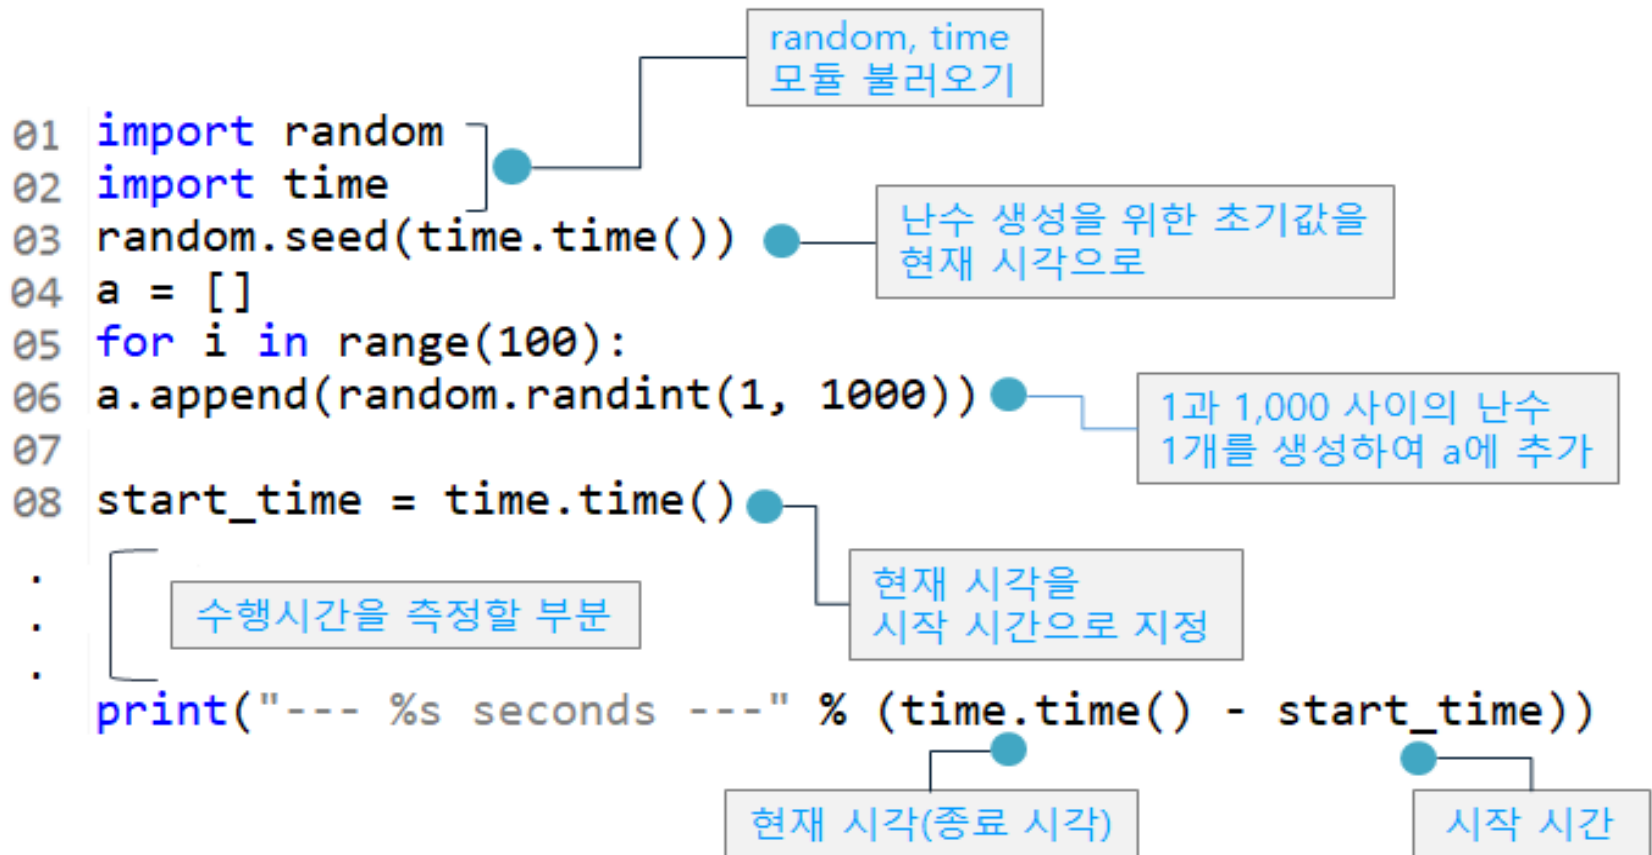 random, time
모듈 불러오기
01 import random
02 import time
03 random.seed(time.time())
난수 생성을 위한 초기값을
현재 시각으로
04 a = []
05 for i in range(100):
06 a.append(random.randint(1, 1000))
1과 1,000 사이의 난수
1개를 생성하여 a에 추가
07
08 start_time = time.time()
현재 시각을
시작 시간으로 지정
.
.
.
수행시간을 측정할 부분
print("--- %s seconds ---" % (time.time() - start_time))
현재 시각(종료 시각)
시작 시간